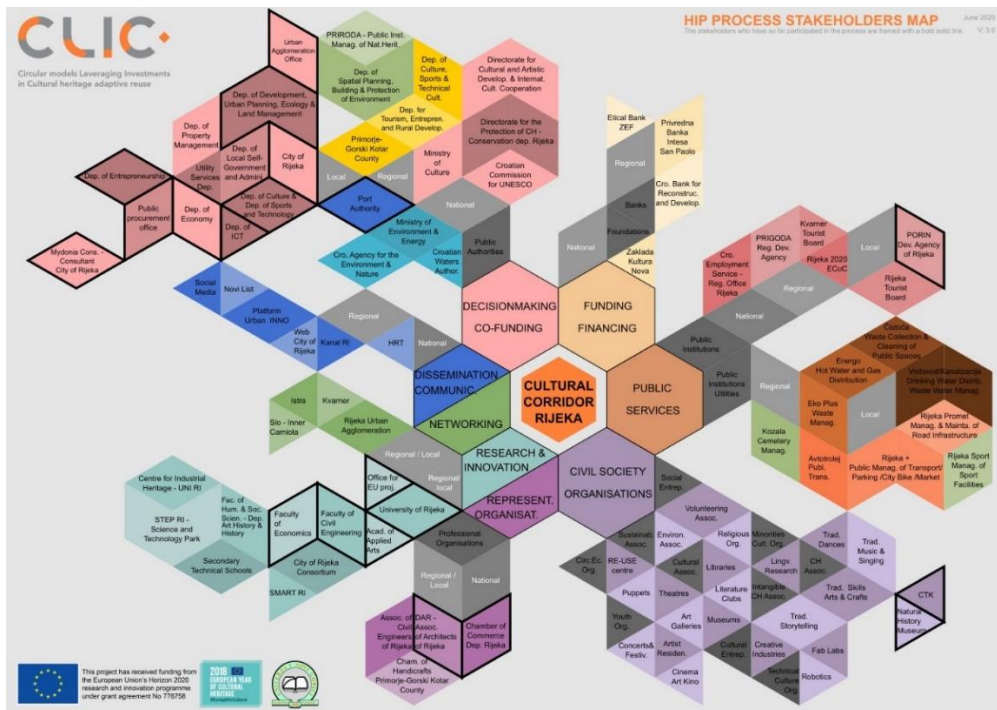 CLIC
Circular models Leveraging Investments
in Cultural heritage adaptive reuse
HIP PROCESS STAKEHOLDERS MAP
June 2020
The stakeholders who have so far participated in the process are framed with a bold solid line.
V: 3.0
Urban
Agglomeration
Office
PRIRODA - Public Inst.
Manag. of Nat.Herit.
Dep. of
Spatial Planning,
Building & Protection
of Environment
Dep. of
Culture,
Sports &
Technical
Cult.
Directorate for
Cultural and Artistic
Develop. & Internat.
Cult. Cooperation
Dep. of Development,
Urban Planning, Ecology &
Land Management
Dep. for
Tourism, Entrepren.
and Rural Develop.
Directorate for the
Protection of CH -
Conservation dep. Rijeka
Dep. of
Property
Management
Dep. of
Local Self-
Government
and Admini.
City of
Rijeka
Primorje-
Gorski Kotar
County
Ministry
of
Culture
Croatian
Commission
for UNESCO
Dep. of Entrepreneurship
Utility
Services
Dep.
Local
Regional
Dep. of Culture &
Dep. of Sports
and Technology
Port
Authority
National
Public
procurement
office
Dep. of
Economy
Dep. of
ICT
Ministry of
Environment &
Energy
Public
Authorities
Mydonia Cons. -
Consultant
City of Rijeka
Cro. Agency for the
Environment &
Nature
Croatian
Waters
Author.
Etical Bank
ZEF
Privredna
Banka
Intesa
San Paolo
Regional
Cro. Bank for
Reconstruc.
and Develop.
Banks
Foundations
National
Zaklada
Kultura
Nova
Kvarner
Tourist
Board
PRIGODA
Reg. Dev.
Agency
Rijeka 2020
ECoC
Local
PORIN
Dev. Agency
of Rijeka
Cro.
Employment
Service -
Reg. Office
Rijeka
Regional
Rijeka
Tourist
Board
National
Public
Institutions
Social
Media
Novi List
Platform
Urban INNO
Regional
Web
City of
Rijeka
Kanal Ri
HRT
National
DECISIONMAKING
CO-FUNDING
FUNDING
FINANCING
DISSEMINATION
COMMUNIC.
CULTURAL
CORRIDOR
RIJEKA
PUBLIC
SERVICES
Public
Institutions
Utilities
Regional
Čistoća
Waste Collection &
Cleaning of
Public Spaces
Energo
Hot Water and Gas
Distribution
Vodovod/Kanalizacija
Drinking Water Distrib.
Waste Water Manag.
Eko Plus
Waste
Manag.
Local
Kozala
Cemetery
Manag.
Rijeka Promet
Manag. & Mainta. of
Road Infrastructure
Avtotrolej
Publ.
Trans.
Rijeka +
Public Manag. of Transport/
Parking /City Bike /Market
Rijeka Sport
Manag. of
Sport
Facilities
Istra
Kvarner
Slo - Inner
Carniola
Rijeka Urban
Agglomeration
NETWORKING
Regional / Local
RESEARCH &
INNOVATION
Regional
local
Office for
EU proj.
REPRESENT.
ORGANISAT.
CIVIL SOCIETY
ORGANISATIONS
Centre for Industrial
Heritage - UNI RI
Fac. of
Hum. & Soc.
Scien. - Dep.
Art History &
History
STEP RI -
Science and
Technology Park
Faculty
of
Economics
Faculty of
Civil
Engineering
University of Rijeka
Acad. of
Applied
Arts
Secondary
Technical Schools
City of Rijeka
Consortium
SMART RI
Professional
Organisations
Regional /
Local
National
Assoc. of
Civil
Engineers
of Rijeka
DAR -
Assoc.
of Architects
of Rijeka
Chamber of
Commerce
Dep. Rijeka
Cham. of
Handicrafts
Primorje-Gorski Kotar
County
Social
Entrep.
Volunteering
Assoc.
Sustainab.
Assoc.
Environ.
Assoc.
Religious
Org.
Minorities
Cult. Org.
Trad.
Dances
Trad.
Music &
Singing
Circ.Ec.
Org.
RE-USE
centre
Cultural
Assoc.
Libraries
Lingv.
Research
CH
Assoc.
Puppets
Theatres
Literature
Clubs
Intangible
CH Assoc.
Trad. Skills
Arts & Crafts
CTK
Youth
Org.
Art
Galleries
Museums
Trad.
Storytelling
Natural
History
Museum
Concerts&
Festiv.
Artist
Residen.
Cultural
Entrep.
Creative
Industries
Fab Labs
Cinema
Art Kino
Technical
Culture
Org
Robotics
This project has received funding from
the European Union's Horizon 2020
research and innovation programme
under grant agreement No 776758
2018
EUROPEAN YEAR
OF CULTURAL
HERITAGE